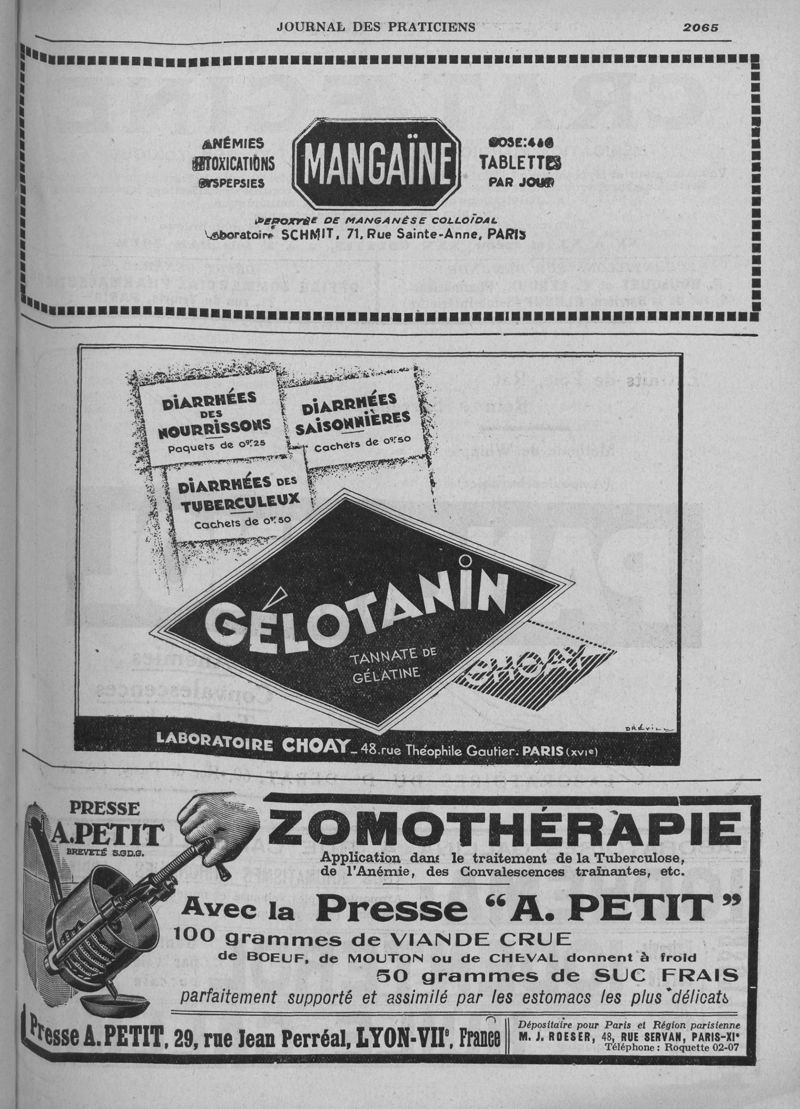 JOURNAL DES PRATICIENS 2065
ANÉMIES
INTOXICATIONS
DYSPEPSIES
MANGAÏNE
DOSE: 4 à 6
TABLETTES
PAR JOUR
PEROXYDE DE MANGANÈSE COLLOÏDAL
Laboratoire SCHMIT, 71, Rue Sainte-Anne, PARIS
DIARRHÉES
DES
NOURRISSONS
Paquets de 0gr.25
DIARRHÉES
SAISONNIÈRES
Cachets de 0gr.50
DIARRHÉES DES
TUBERCULEUX
Cachets de 0gr.50
GÉLOTANIN
TANNATE DE
GÉLATINE
CHOAY
LABORATOIRE CHOAY_48.rue Théophile Gautier. PARIS (XVIe)
PRESSE
A.PETIT
BREVETÉ S.G.D.G.
ZOMOTHÉRAPIE
Application dans le traitement de la Tuberculose,
de l'Anémie, des Convalescences traînantes, etc.
Avec la Presse “A. PETIT”
100 grammes de VIANDE CRUE
de BOEUF, de MOUTON ou de CHEVAL donnent à froid
50 grammes de SUC FRAIS
parfaitement supporté et assimilé par les estomacs les plus délicats
Presse A. PETIT, 29, rue Jean Perréal, LYON-VIIe, France
Dépositaire pour Paris et Région parisienne
M. J. ROESER, 48, RUE SERVAN, PARIS-XIe
Téléphone : Roquette 02-07